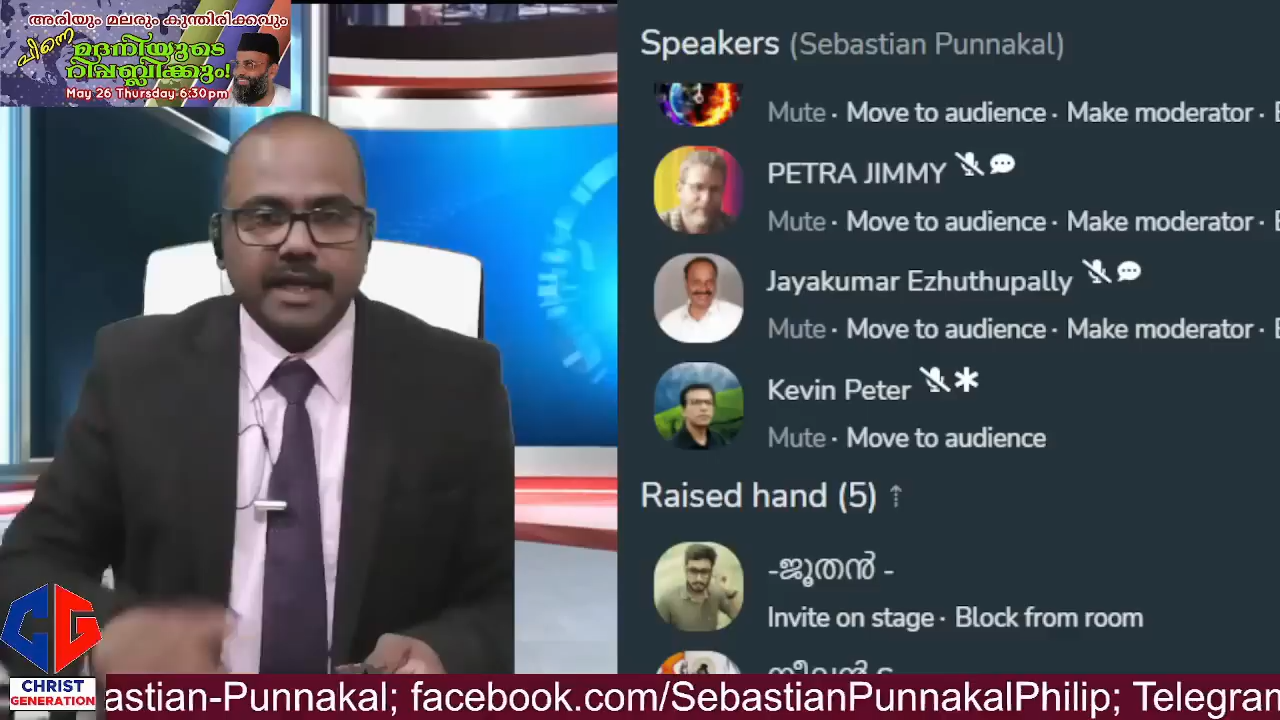 അരിയും മലരും കുന്തിരിക്കവും
പിന്നെ
മദനിയുടെ
റിപ്പബ്ലിക്കും!
May 26 Thursday 6:30pm
Speakers (Sebastian Punnakal)
Mute · Move to audience · Make moderator ·
PETRA JIMMY
Mute · Move to audience · Make moderator ·
Jayakumar Ezhuthupally
Mute · Move to audience · Make moderator ·
Kevin Peter
Mute · Move to audience
Raised hand (5)
-ജൂതൻ -
Invite on stage · Block from room
CG
CHRIST
GENERATION
astian-Punnakal; facebook.com/SebastianPunnakalPhilip; Telegran